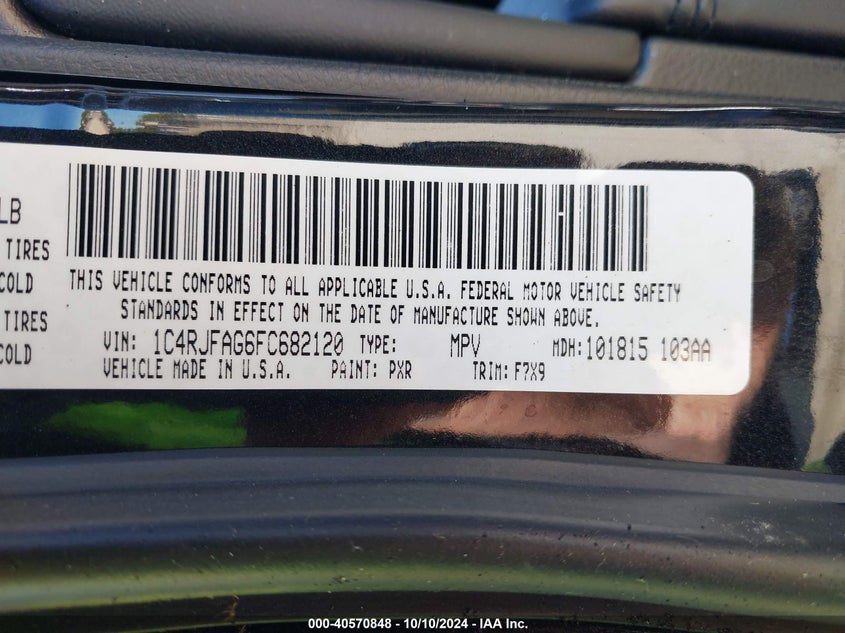 LB
TIRES
COLD
TIRES
COLD
THIS VEHICLE CONFORMS TO ALL APPLICABLE U.S.A. FEDERAL MOTOR VEHICLE SAFETY
STANDARDS IN EFFECT ON THE DATE OF MANUFACTURE SHOWN ABOVE.
VIN: 1C4RJFAG6FC682120 TYPE: MPV MDH:101815 103AA
VEHICLE MADE IN U.S.A. PAINT: PXR TRIM: F7X9
000-40570848 - 10/10/2024 - IAA Inc.